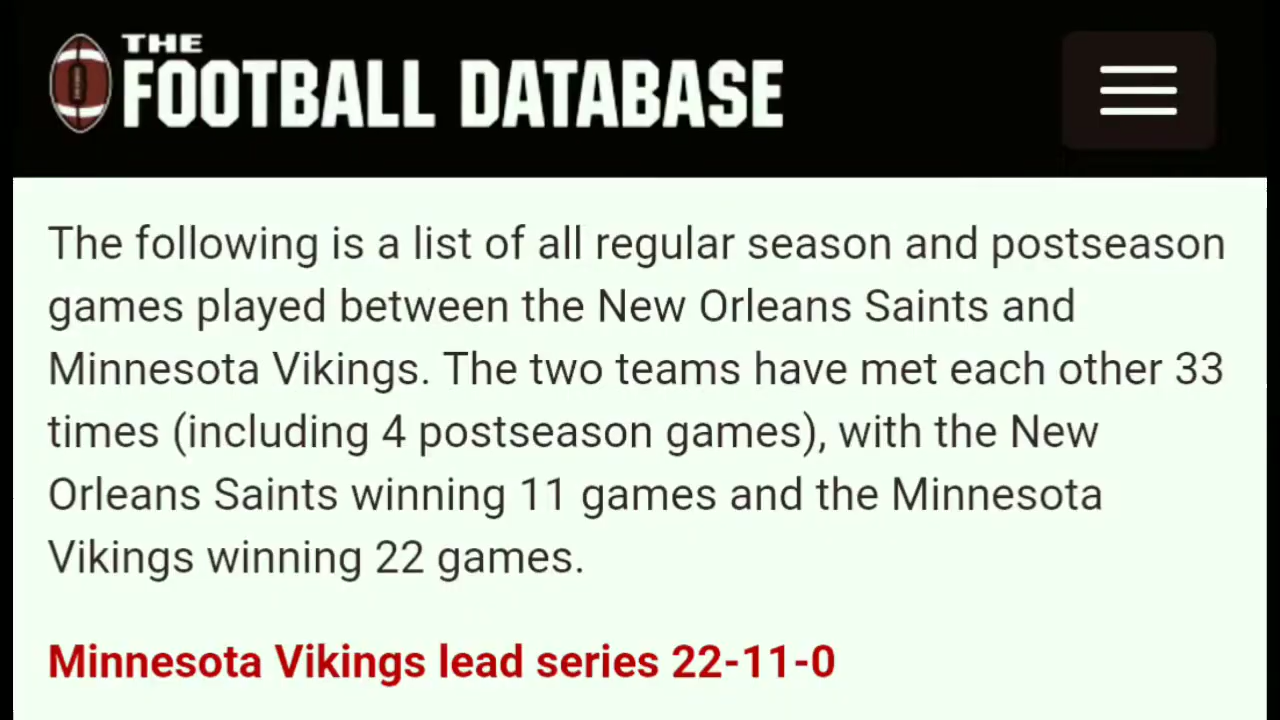 THE
FOOTBALL DATABASE
The following is a list of all regular season and postseason
games played between the New Orleans Saints and
Minnesota Vikings. The two teams have met each other 33
times (including 4 postseason games), with the New
Orleans Saints winning 11 games and the Minnesota
Vikings winning 22 games.
Minnesota Vikings lead series 22-11-0